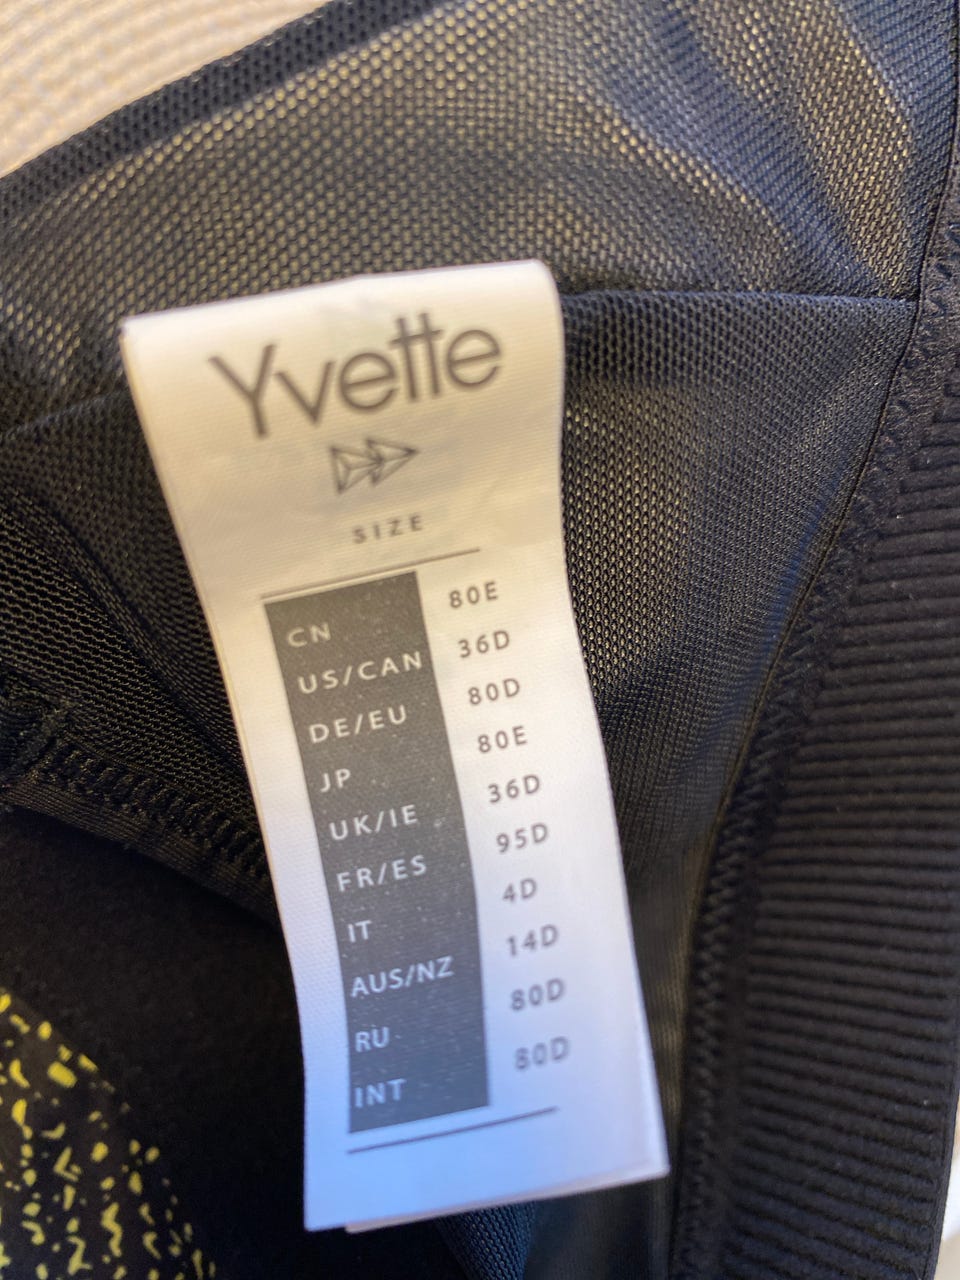 Yvette
SIZE
CN 80E
US/CAN 36D
DE/EU 80D
JP 80E
UK/IE 36D
FR/ES 95D
IT 4D
AUS/NZ 14D
RU 80D
INT 80D